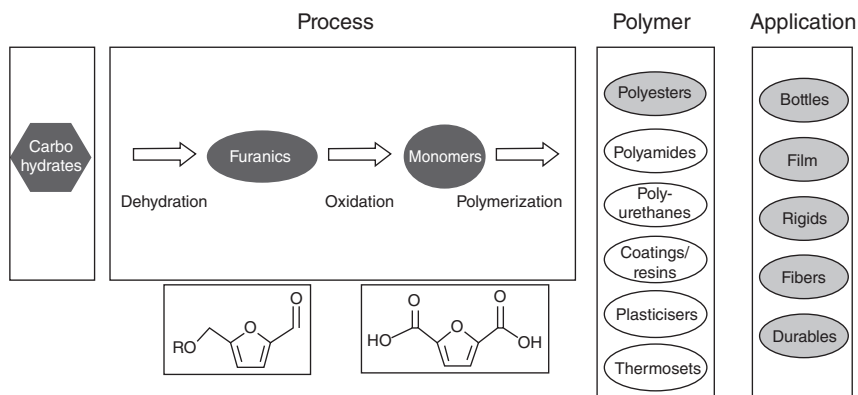 Process
Polymer
Application
Carbo
hydrates
Furanics
Monomers
Dehydration
Oxidation
Polymerization
O
RO
O
O
HO
O
O
OH
Polyesters
Polyamides
Poly-
urethanes
Coatings/
resins
Plasticisers
Thermosets
Bottles
Film
Rigids
Fibers
Durables